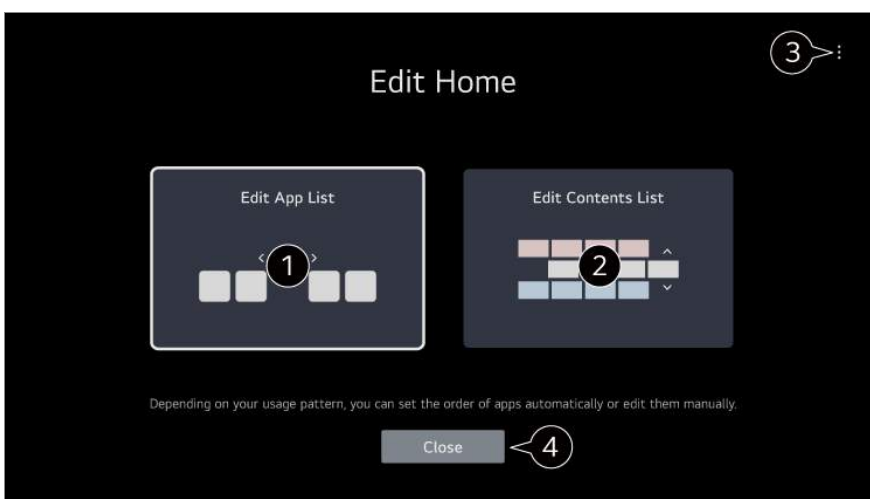 3
Edit Home
Edit App List
Edit Contents List
1
2
Depending on your usage pattern, you can set the order of apps automatically or edit them manually.
Close
4